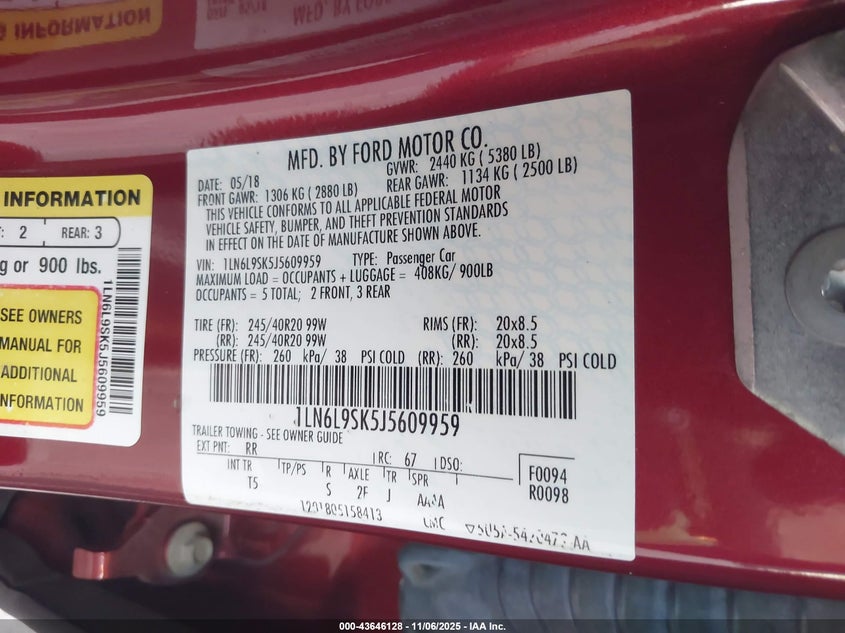 INFORMATION
2 REAR: 3
g or 900 lbs.
SEE OWNERS
MANUAL FOR
ADDITIONAL
INFORMATION
1LN6L9SK5J5609959
MFD. BY FORD MOTOR CO.
DATE: 05/18 GVWR: 2440 KG ( 5380 LB)
FRONT GAWR: 1306 KG ( 2880 LB) REAR GAWR: 1134 KG ( 2500 LB)
THIS VEHICLE CONFORMS TO ALL APPLICABLE FEDERAL MOTOR
VEHICLE SAFETY, BUMPER, AND THEFT PREVENTION STANDARDS
IN EFFECT ON THE DATE OF MANUFACTURE SHOWN ABOVE.
VIN: 1LN6L9SK5J5609959 TYPE: Passenger Car
MAXIMUM LOAD = OCCUPANTS + LUGGAGE = 408KG/ 900LB
OCCUPANTS = 5 TOTAL; 2 FRONT, 3 REAR
TIRE (FR): 245/40R20 99W RIMS (FR): 20x8.5
(RR): 245/40R20 99W (RR): 20x8.5
PRESSURE (FR): 260 kPa/ 38 PSI COLD (RR): 260 kPa/ 38 PSI COLD
1LN6L9SK5J5609959
TRAILER TOWING - SEE OWNER GUIDE
EXT PNT: RR RC: 67 DSO:
INT TR TP/PS R AXLE TR SPR F0094
T5 S 2F J AAAA R0098
1201805158413
000-43646128 - 11/06/2025 - IAA Inc.